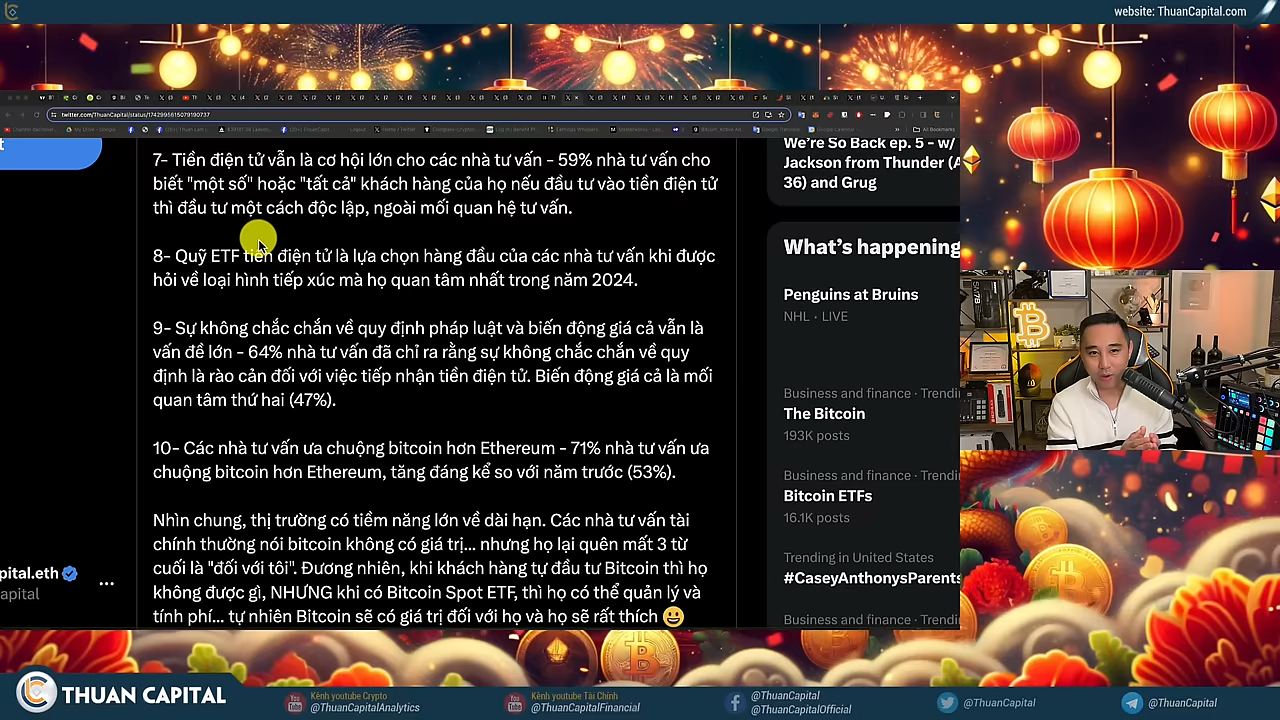 website: ThuanCapital.com
twitter.com/ThuanCapital/status/1742995615079190737
All Bookmarks
7- Tiền điện tử vẫn là cơ hội lớn cho các nhà tư vấn - 59% nhà tư vấn cho
biết "một số" hoặc "tất cả" khách hàng của họ nếu đầu tư vào tiền điện tử
thì đầu tư một cách độc lập, ngoài mối quan hệ tư vấn.
8- Quỹ ETF tiền điện tử là lựa chọn hàng đầu của các nhà tư vấn khi được
hỏi về loại hình tiếp xúc mà họ quan tâm nhất trong năm 2024.
9- Sự không chắc chắn về quy định pháp luật và biến động giá cả vẫn là
vấn đề lớn - 64% nhà tư vấn đã chỉ ra rằng sự không chắc chắn về quy
định là rào cản đối với việc tiếp nhận tiền điện tử. Biến động giá cả là mối
quan tâm thứ hai (47%).
10- Các nhà tư vấn ưa chuộng bitcoin hơn Ethereum - 71% nhà tư vấn ưa
chuộng bitcoin hơn Ethereum, tăng đáng kể so với năm trước (53%).
Nhìn chung, thị trường có tiềm năng lớn về dài hạn. Các nhà tư vấn tài
chính thường nói bitcoin không có giá trị... nhưng họ lại quên mất 3 từ
cuối là "đối với tôi". Đương nhiên, khi khách hàng tự đầu tư Bitcoin thì họ
không được gì, NHƯNG khi có Bitcoin Spot ETF, thì họ có thể quản lý và
tính phí... tự nhiên Bitcoin sẽ có giá trị đối với họ và họ sẽ rất thích 😀
pital.eth
apital
We're So Back ep. 5 - w/
Jackson from Thunder (A
36) and Grug
What's happening
Penguins at Bruins
NHL · LIVE
Business and finance · Trendi
The Bitcoin
193K posts
Business and finance · Trendi
Bitcoin ETFs
16.1K posts
Trending in United States
#CaseyAnthonysParents
Business and finance · Trendi
THUAN CAPITAL
Kênh youtube Crypto
@ThuanCapitalAnalytics
Kênh youtube Tài Chính
@ThuanCapitalFinancial
@ThuanCapital
@ThuanCapitalOfficial
@ThuanCapital
@ThuanCapital